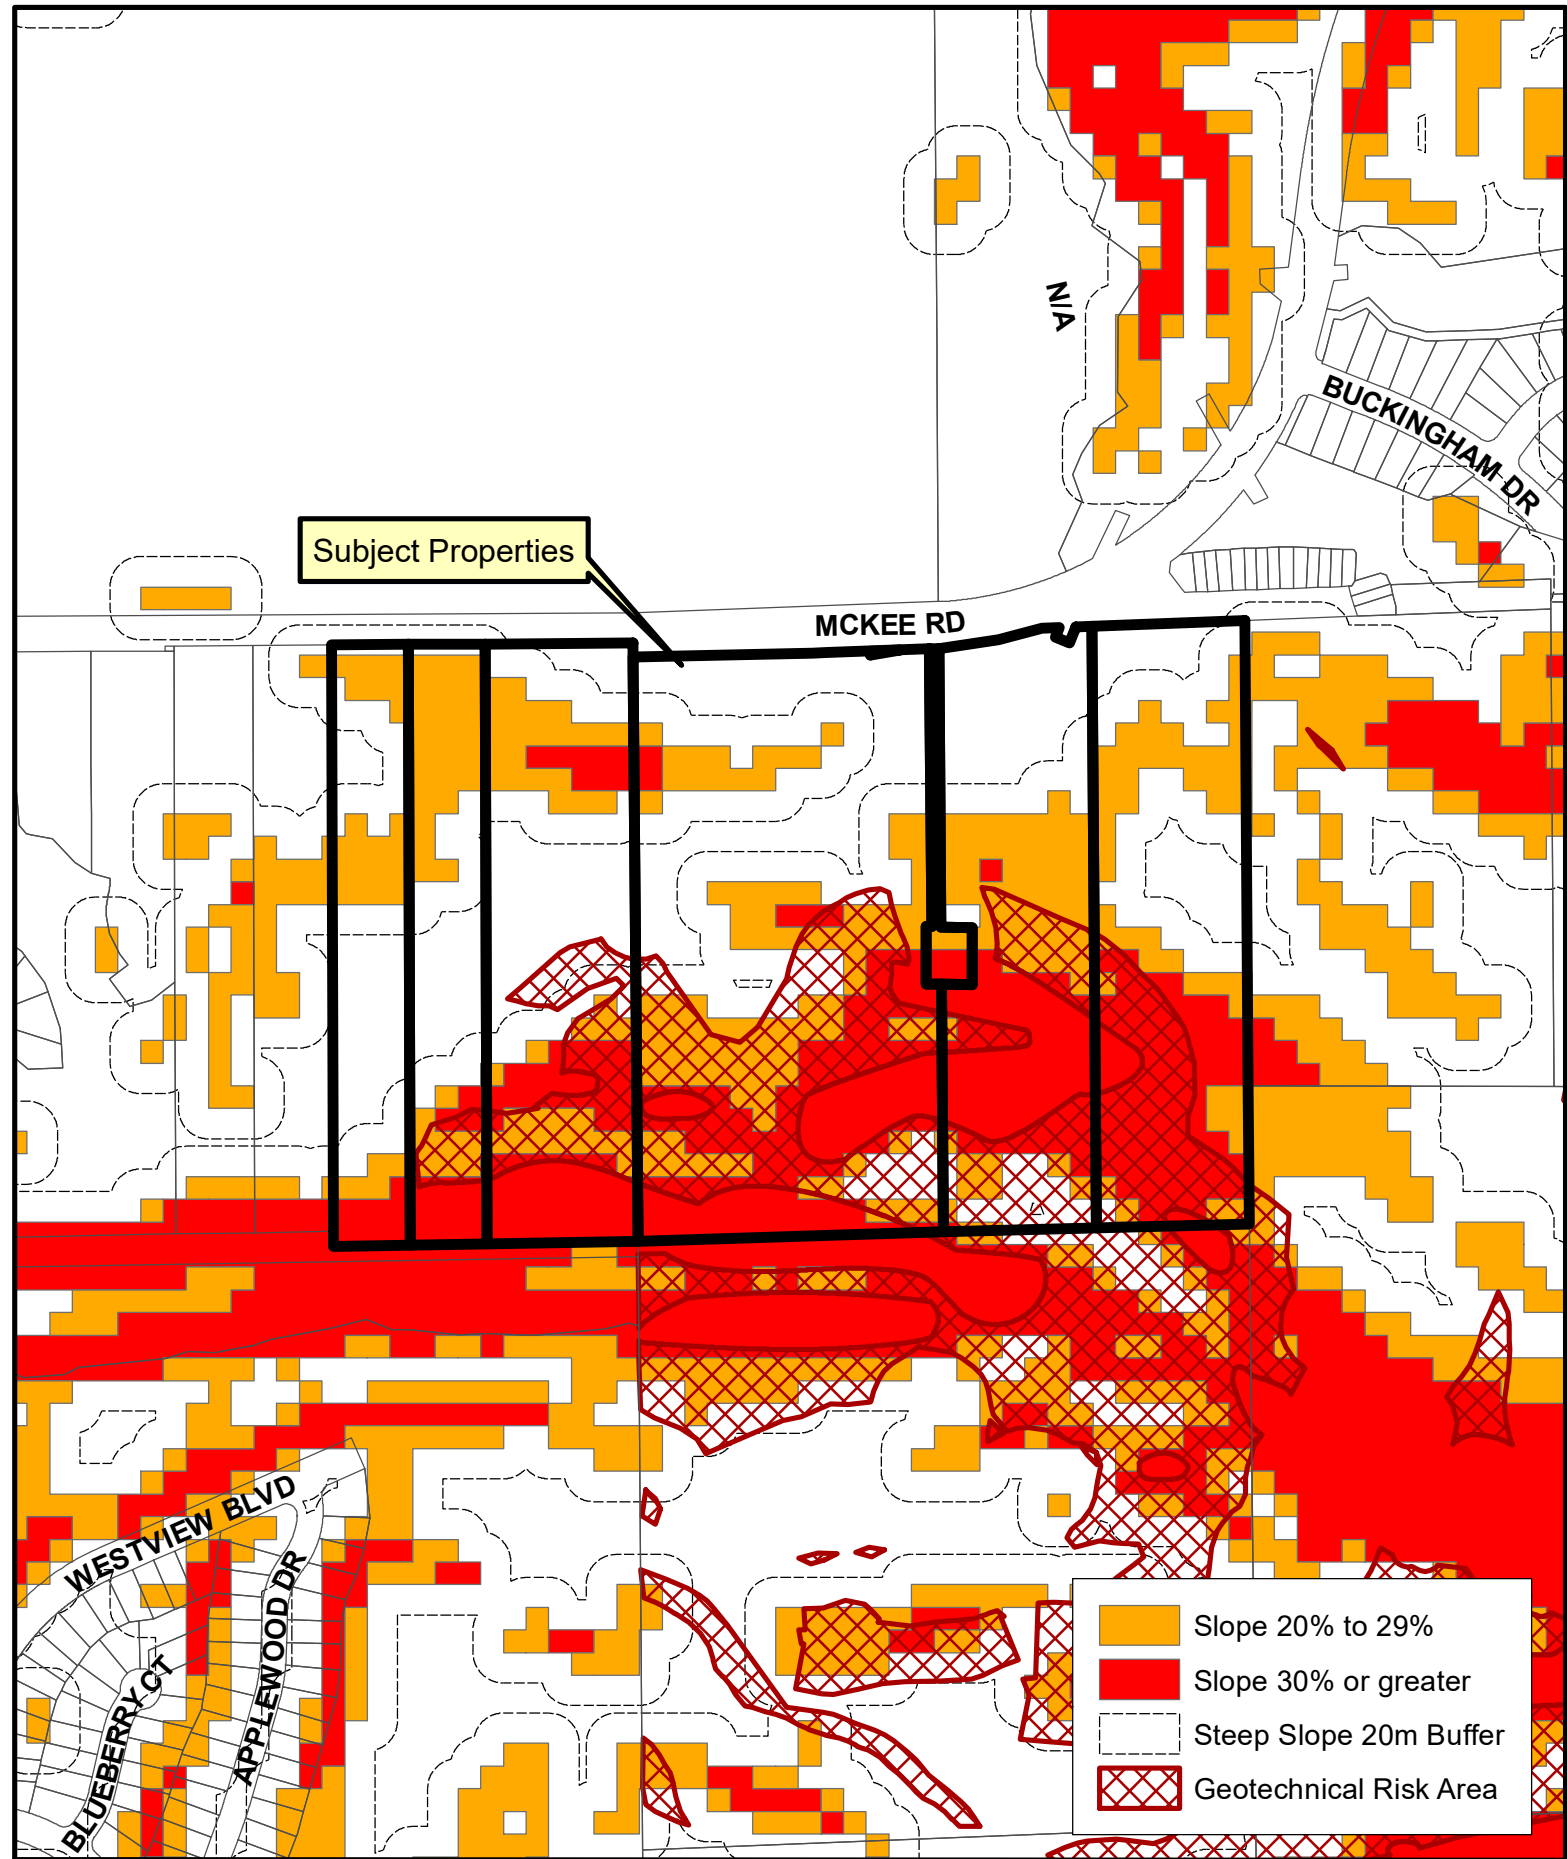 N/A
BUCKINGHAM DR
Subject Properties
MCKEE RD
WESTVIEW BLVD
APPLEWOOD DR
BLUEBERRY CT
Slope 20% to 29%
Slope 30% or greater
Steep Slope 20m Buffer
Geotechnical Risk Area